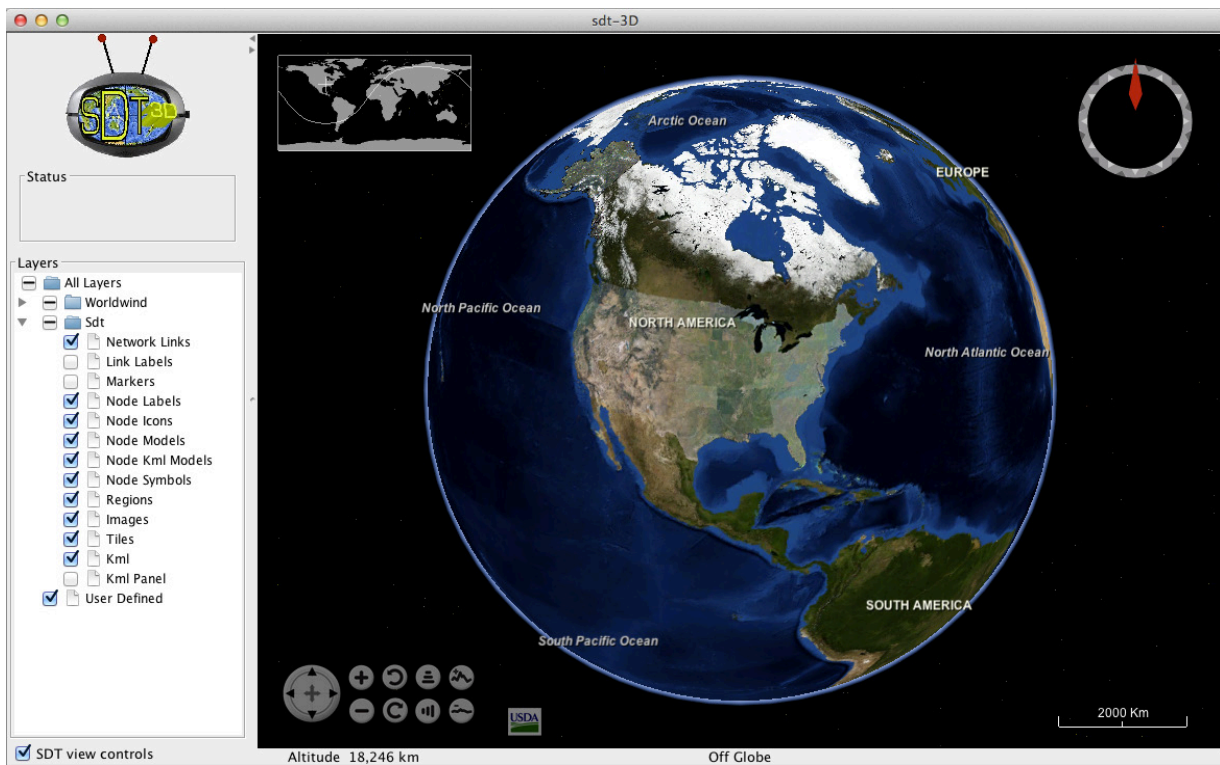 sdt-3D
SDT 3D
Status
Layers
All Layers
Worldwind
Sdt
Network Links
Link Labels
Markers
Node Labels
Node Icons
Node Models
Node Kml Models
Node Symbols
Regions
Images
Tiles
Kml
Kml Panel
User Defined
SDT view controls
Arctic Ocean
EUROPE
North Pacific Ocean
NORTH AMERICA
North Atlantic Ocean
SOUTH AMERICA
South Pacific Ocean
USDA
2000 Km
Altitude 18,246 km
Off Globe